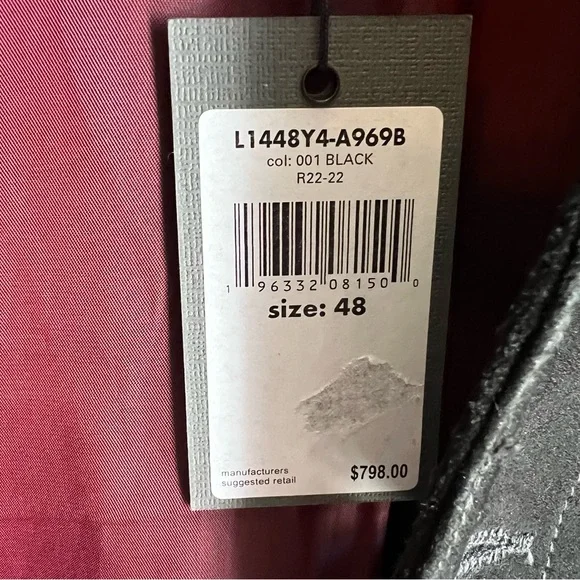 L1448Y4-A969B
col: 001 BLACK
R22-22
1 96332 08150 0
size: 48
manufacturers
suggested retail
$798.00